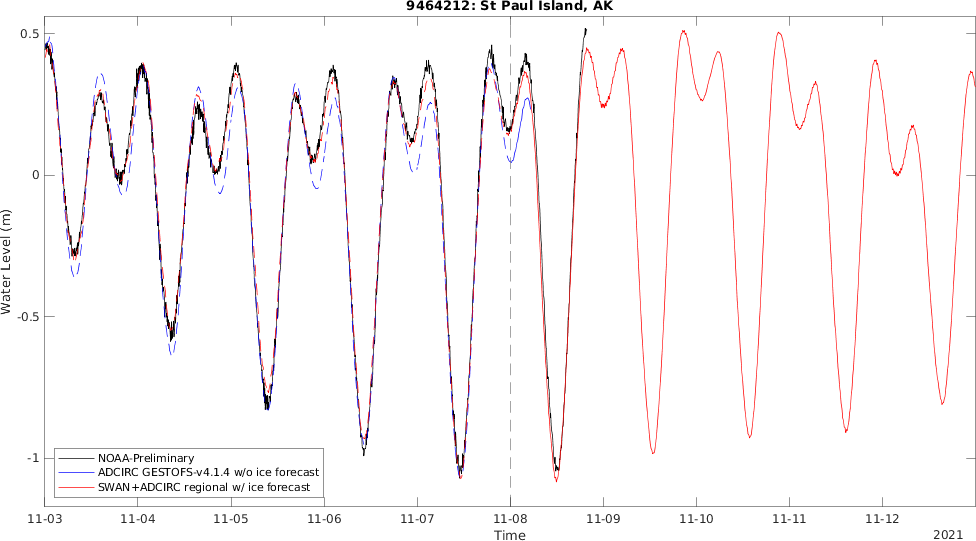 9464212: St Paul Island, AK
0.5
0
-0.5
-1
Water Level (m)
NOAA-Preliminary
ADCIRC GESTOFS-v4.1.4 w/o ice forecast
SWAN+ADCIRC regional w/ ice forecast
11-03 11-04 11-05 11-06 11-07 11-08 11-09 11-10 11-11 11-12
Time
2021